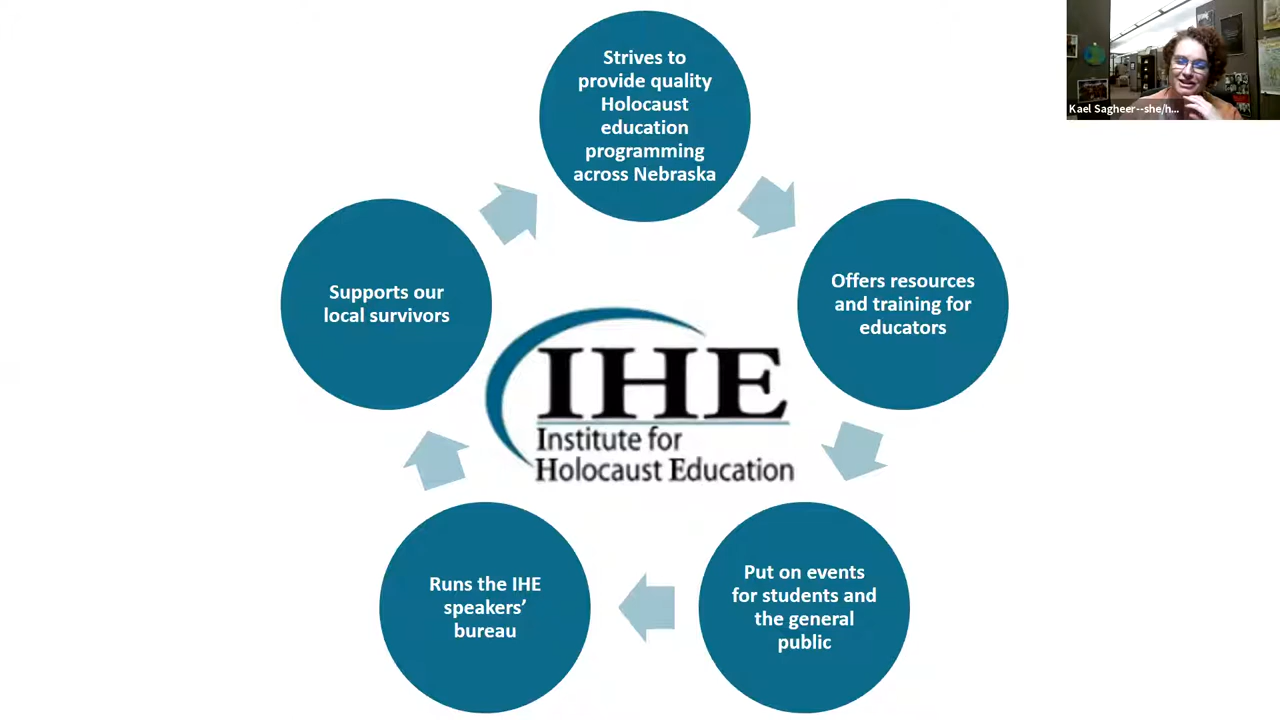 Strives to
provide quality
Holocaust
education
programming
across Nebraska
Kael Sagheer--she/h...
Offers resources
and training for
educators
Supports our
local survivors
IHE
Institute for
Holocaust Education
Put on events
for students and
the general
public
Runs the IHE
speakers’
bureau